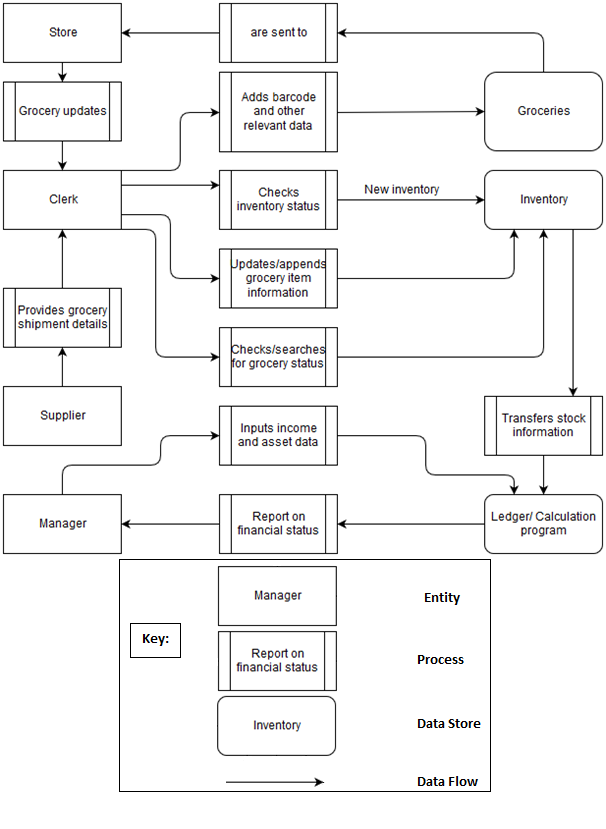 Store
are sent to
Grocery updates
Adds barcode
and other
relevant data
Groceries
Clerk
Checks
inventory status
New inventory
Inventory
Updates/appends
grocery item
information
Provides grocery
shipment details
Checks/searches
for grocery status
Supplier
Inputs income
and asset data
Transfers stock
information
Manager
Report on
financial status
Ledger/ Calculation
program
Key:
Manager
Entity
Report on
financial status
Process
Inventory
Data Store
Data Flow